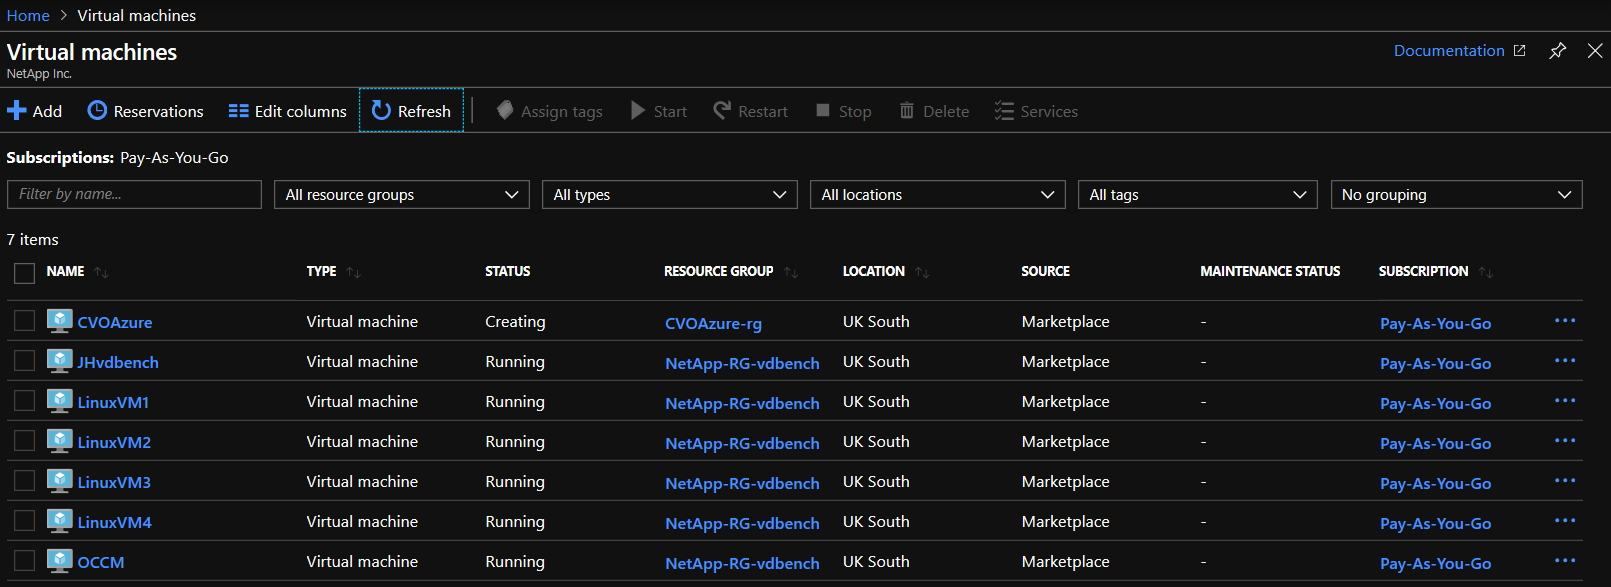 Home > Virtual machines
Virtual machines
Documentation
NetApp Inc.
Add Reservations Edit columns Refresh Assign tags Start Restart Stop Delete Services
Subscriptions: Pay-As-You-Go
Filter by name... All resource groups All types All locations All tags No grouping
7 items
NAME TYPE STATUS RESOURCE GROUP LOCATION SOURCE MAINTENANCE STATUS SUBSCRIPTION
CVOAzure Virtual machine Creating CVOAzure-rg UK South Marketplace - Pay-As-You-Go
JHvdbench Virtual machine Running NetApp-RG-vdbench UK South Marketplace - Pay-As-You-Go
LinuxVM1 Virtual machine Running NetApp-RG-vdbench UK South Marketplace - Pay-As-You-Go
LinuxVM2 Virtual machine Running NetApp-RG-vdbench UK South Marketplace - Pay-As-You-Go
LinuxVM3 Virtual machine Running NetApp-RG-vdbench UK South Marketplace - Pay-As-You-Go
LinuxVM4 Virtual machine Running NetApp-RG-vdbench UK South Marketplace - Pay-As-You-Go
OCCM Virtual machine Running NetApp-RG-vdbench UK South Marketplace - Pay-As-You-Go